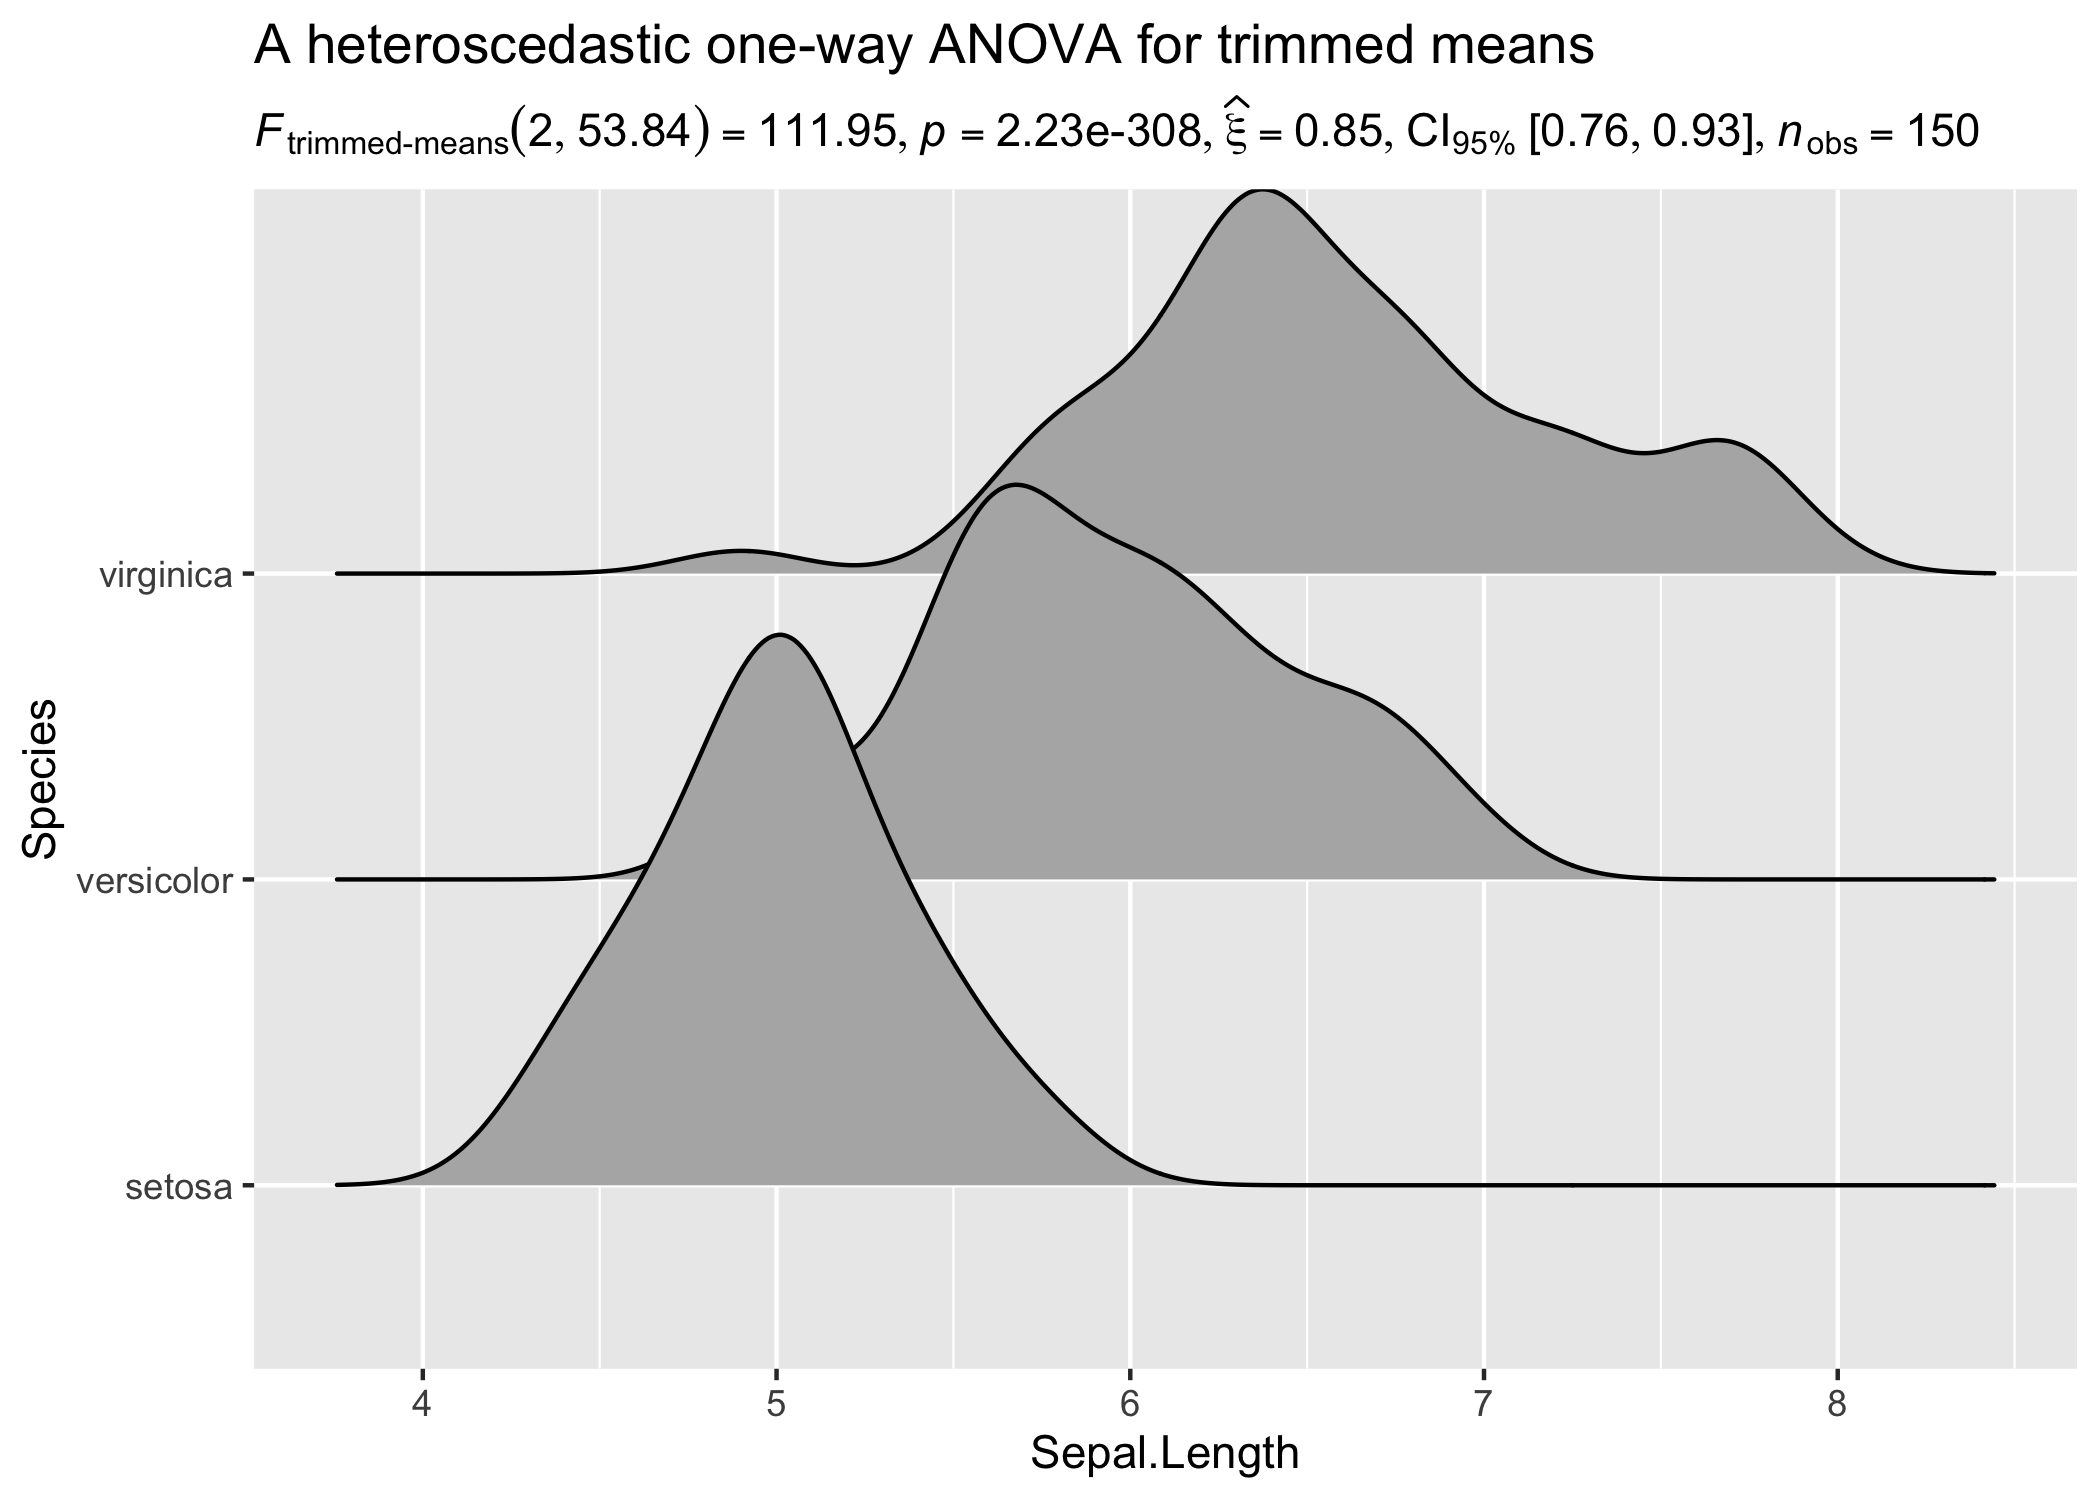 A heteroscedastic one-way ANOVA for trimmed means
F trimmed-means(2, 53.84) = 111.95, p = 2.23e-308, ξ̂ = 0.85, CI95% [0.76, 0.93], nobs = 150
virginica
versicolor
setosa
Species
4 5 6 7 8
Sepal.Length